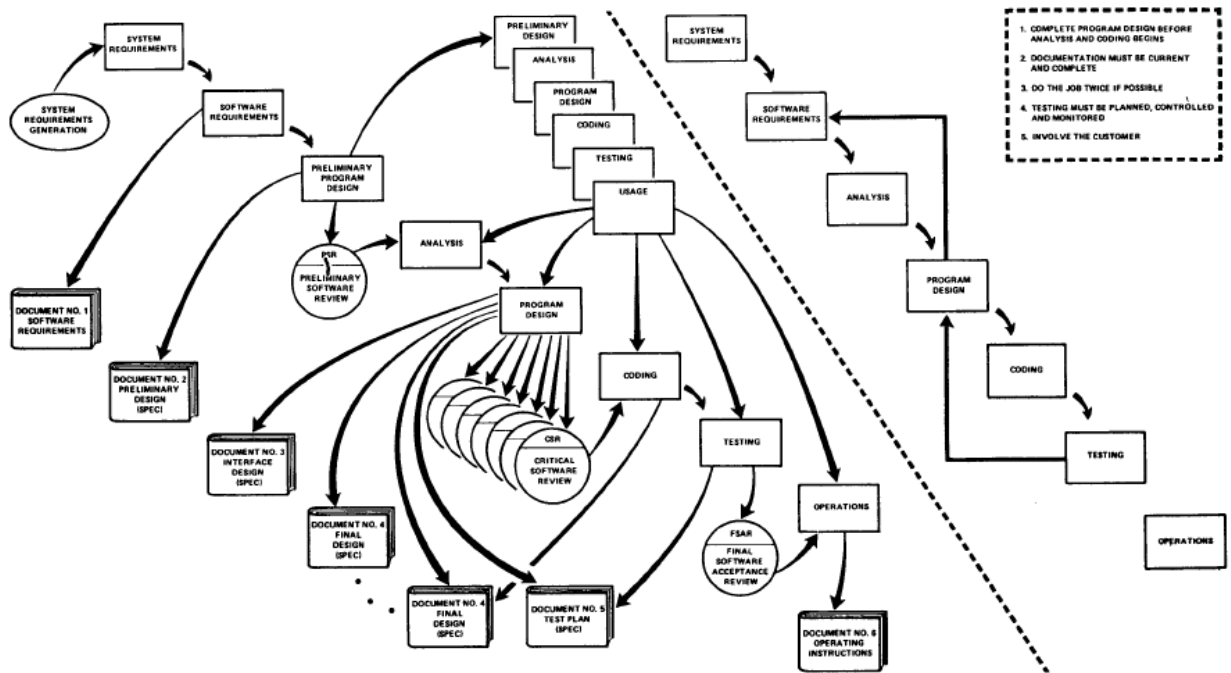 SYSTEM
REQUIREMENTS
SYSTEM
REQUIREMENTS
GENERATION
SOFTWARE
REQUIREMENTS
PRELIMINARY
PROGRAM
DESIGN
PSR
PRELIMINARY
SOFTWARE
REVIEW
PRELIMINARY
DESIGN
ANALYSIS
PROGRAM
DESIGN
CODING
TESTING
USAGE
ANALYSIS
PROGRAM
DESIGN
CODING
TESTING
OPERATIONS
CSR
CRITICAL
SOFTWARE
REVIEW
FSAR
FINAL
SOFTWARE
ACCEPTANCE
REVIEW
DOCUMENT NO. 1
SOFTWARE
REQUIREMENTS
DOCUMENT NO. 2
PRELIMINARY
DESIGN
(SPEC)
DOCUMENT NO. 3
INTERFACE
DESIGN
(SPEC)
DOCUMENT NO. 4
FINAL
DESIGN
(SPEC)
DOCUMENT NO. 4
FINAL
DESIGN
(SPEC)
DOCUMENT NO. 5
TEST PLAN
(SPEC)
DOCUMENT NO. 6
OPERATING
INSTRUCTIONS
SYSTEM
REQUIREMENTS
SOFTWARE
REQUIREMENTS
ANALYSIS
PROGRAM
DESIGN
CODING
TESTING
OPERATIONS
1. COMPLETE PROGRAM DESIGN BEFORE
ANALYSIS AND CODING BEGINS
2. DOCUMENTATION MUST BE CURRENT
AND COMPLETE
3. DO THE JOB TWICE IF POSSIBLE
4. TESTING MUST BE PLANNED, CONTROLLED
AND MONITORED
5. INVOLVE THE CUSTOMER